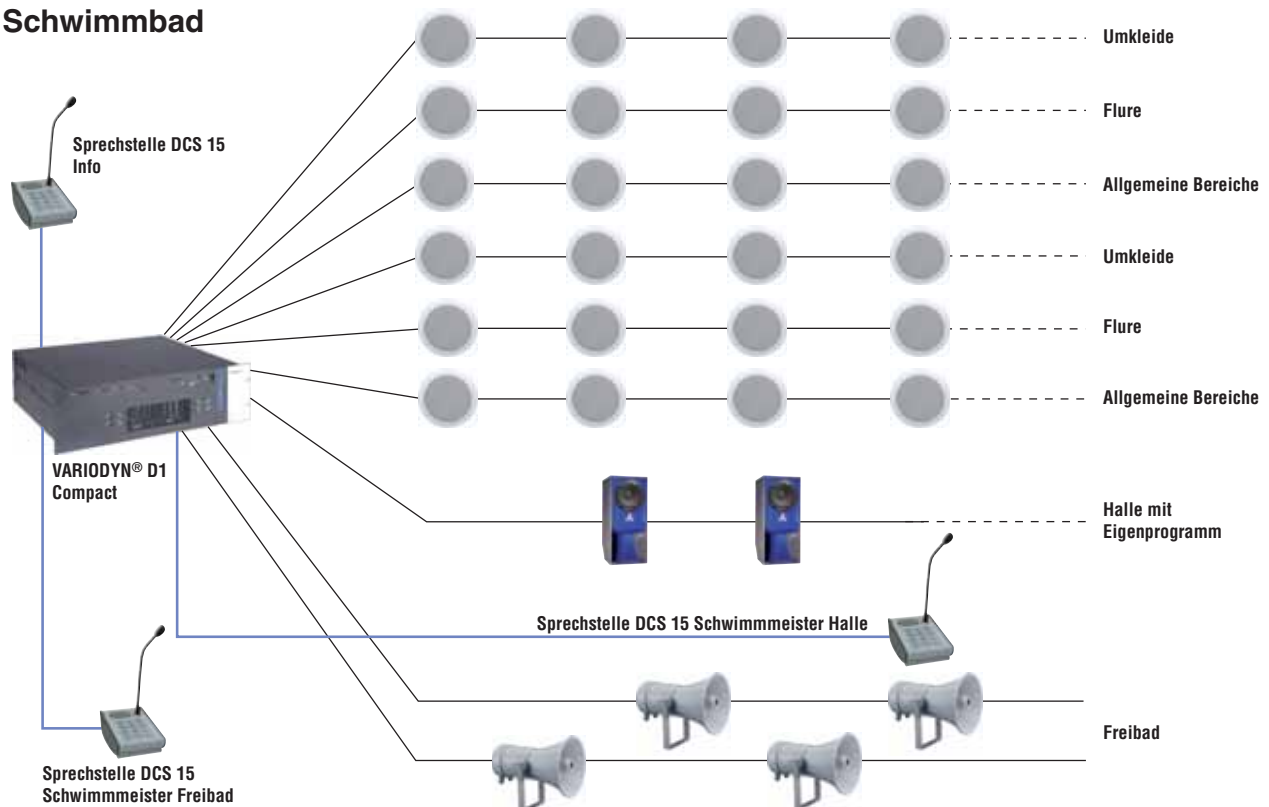 Schwimmbad
Umkleide
Sprechstelle DCS 15
Info
Flure
Allgemeine Bereiche
Umkleide
Flure
Allgemeine Bereiche
VARIODYN® D1
Compact
Halle mit
Eigenprogramm
Sprechstelle DCS 15 Schwimmmeister Halle
Freibad
Sprechstelle DCS 15
Schwimmmeister Freibad